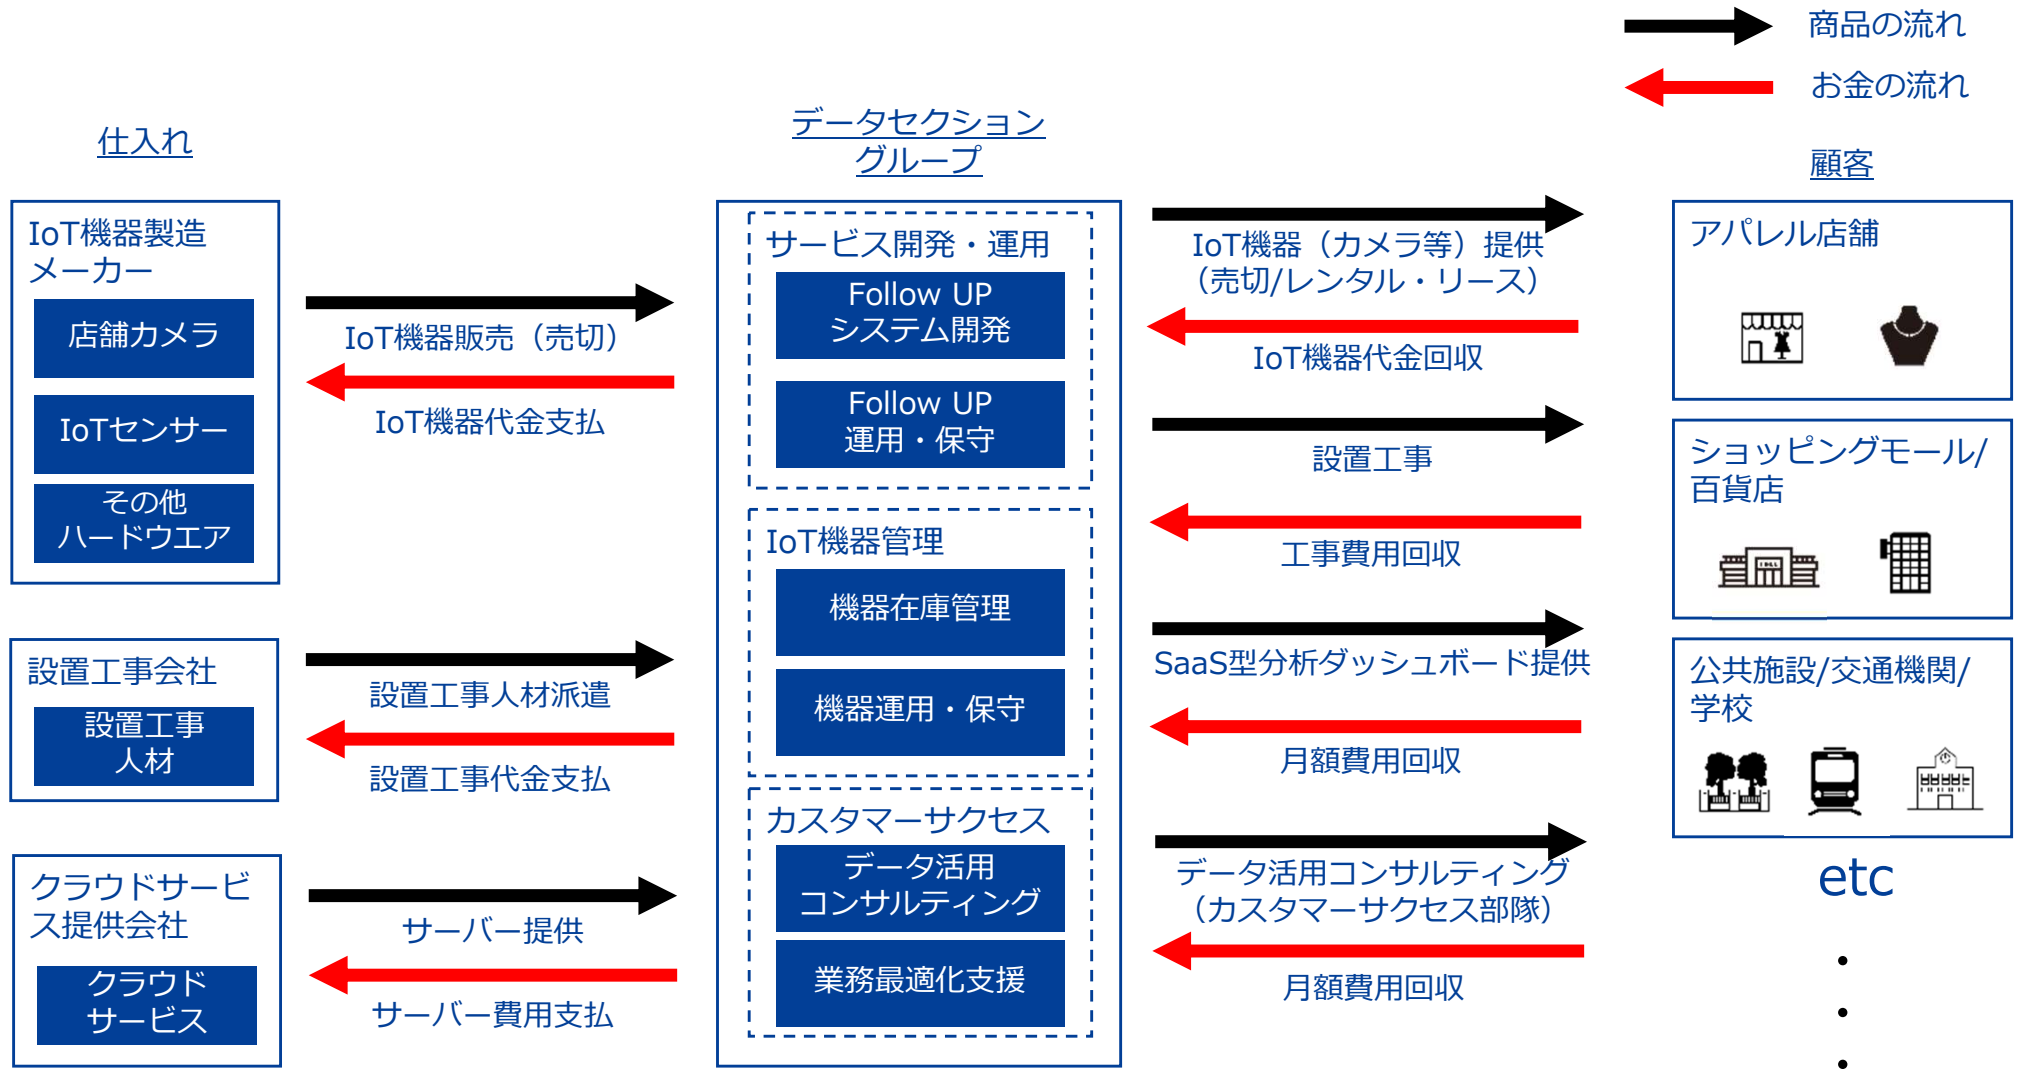 商品の流れ
お金の流れ
仕入れ
データセクション
グループ
顧客
IoT機器製造
メーカー
店舗カメラ
IoTセンサー
その他
ハードウエア
IoT機器販売（売切）
IoT機器代金支払
設置工事会社
設置工事
人材
設置工事人材派遣
設置工事代金支払
クラウドサービ
ス提供会社
クラウド
サービス
サーバー提供
サーバー費用支払
サービス開発・運用
Follow UP
システム開発
Follow UP
運用・保守
IoT機器管理
機器在庫管理
機器運用・保守
カスタマーサクセス
データ活用
コンサルティング
業務最適化支援
IoT機器（カメラ等）提供
（売切/レンタル・リース）
IoT機器代金回収
設置工事
工事費用回収
SaaS型分析ダッシュボード提供
月額費用回収
データ活用コンサルティング
（カスタマーサクセス部隊）
月額費用回収
アパレル店舗
ショッピングモール/
百貨店
公共施設/交通機関/
学校
etc
・
・
・